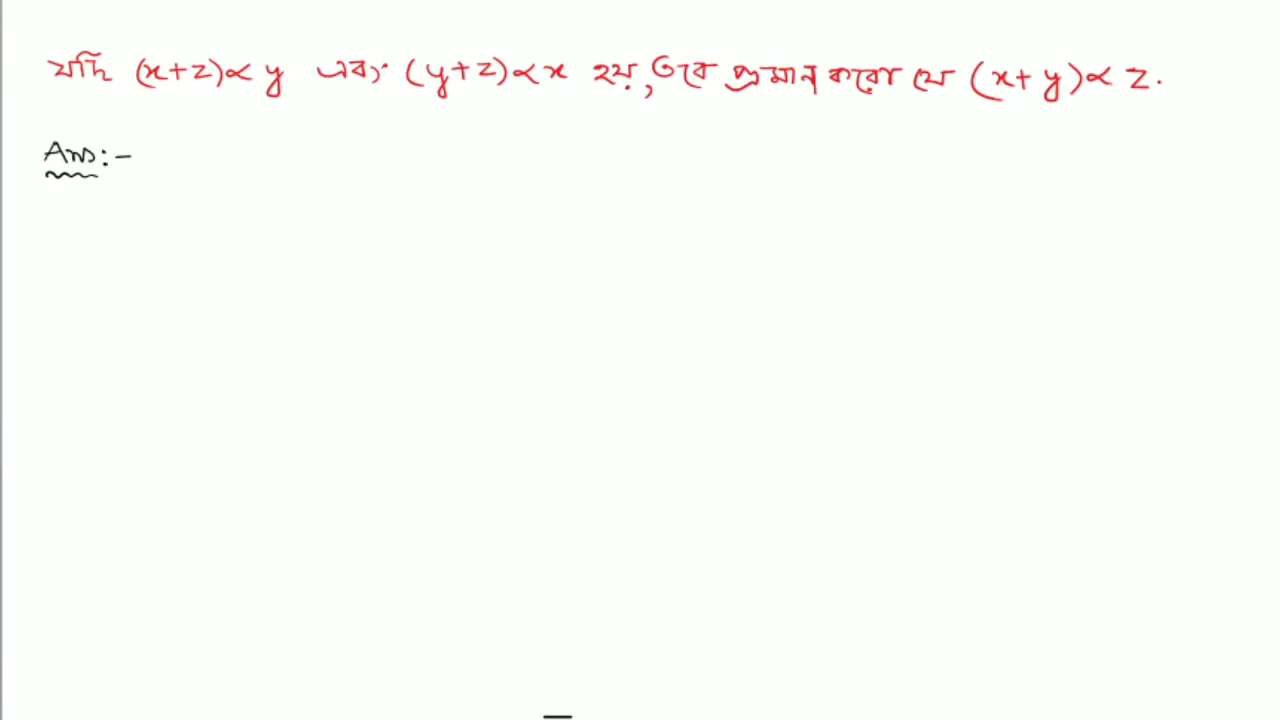 যদি (x+z)∝ y এবং (y+z)∝x হয়, তবে প্রমান করো যে (x+y)∝ z.
Ans:-